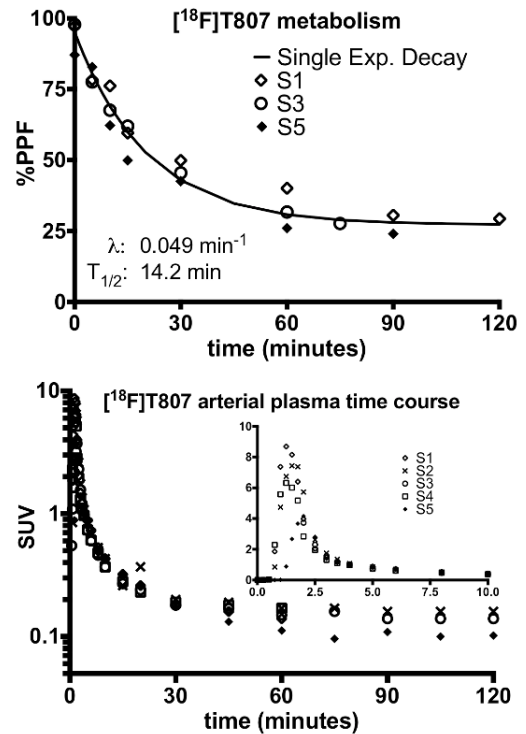 [¹⁸F]T807 metabolism
Single Exp. Decay
S1
S3
S5
%PPF
100
75
50
25
0
λ: 0.049 min⁻¹
T₁/₂: 14.2 min
0 30 60 90 120
time (minutes)
[¹⁸F]T807 arterial plasma time course
SUV
10
1
0.1
10
8
6
4
2
0
S1
S2
S3
S4
S5
0.0 2.5 5.0 7.5 10.0
0 30 60 90 120
time (minutes)